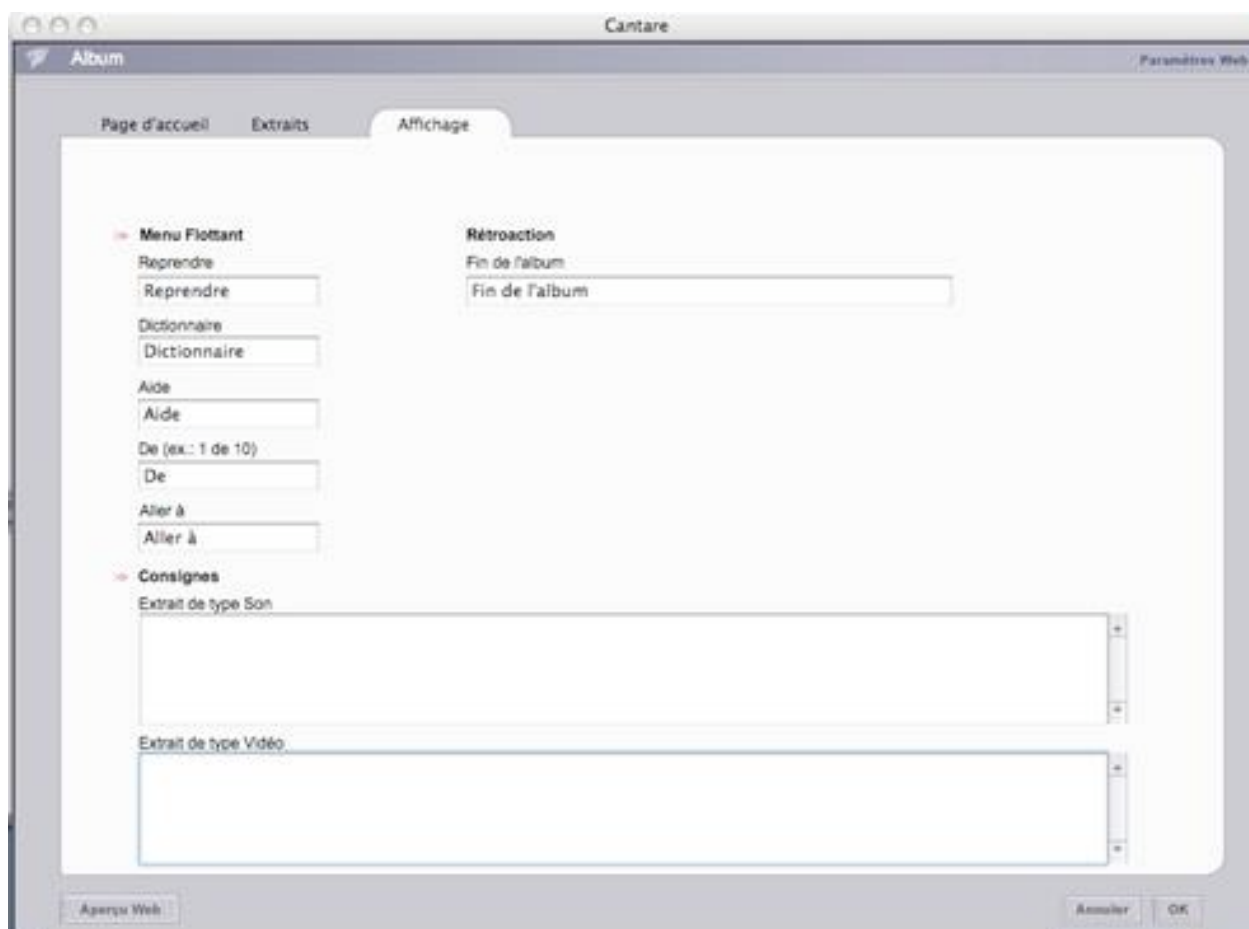 Cantare
Album
Paramètres Web
Page d'accueil
Extraits
Affichage
Menu Flottant
Reprendre
Reprendre
Dictionnaire
Dictionnaire
Aide
Aide
De (ex.: 1 de 10)
De
Aller à
Aller à
Rétroaction
Fin de l'album
Fin de l'album
Consignes
Extrait de type Son
Extrait de type Vidéo
Aperçu Web
Annuler
OK